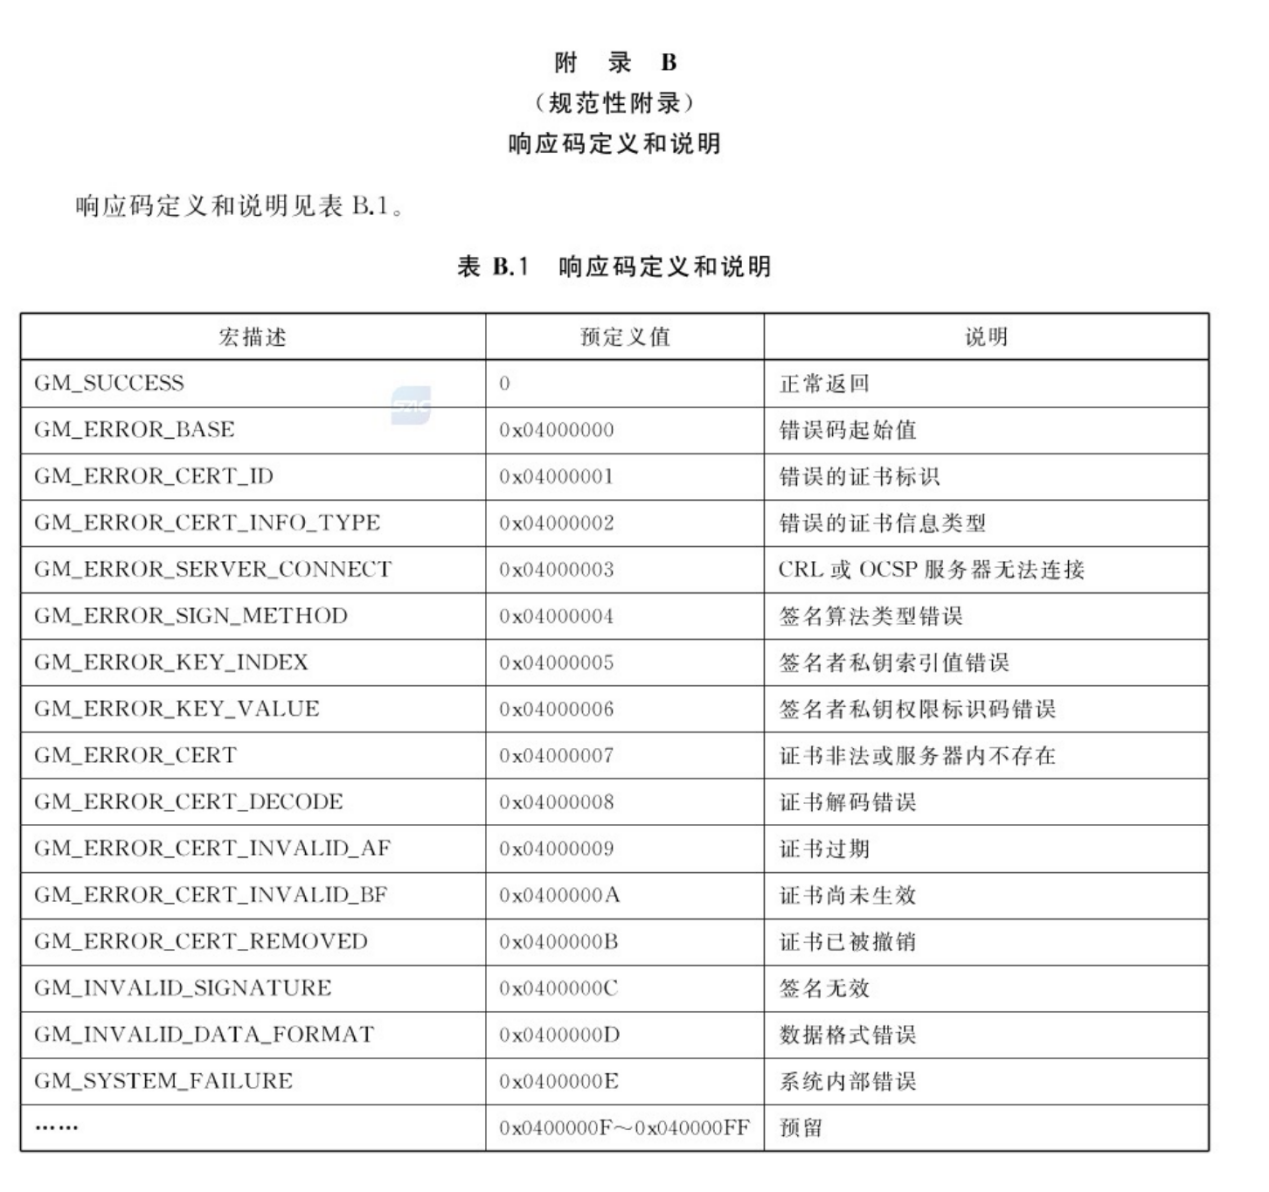 附 录 B
（规范性附录）
响应码定义和说明
响应码定义和说明见表 B.1。
表 B.1 响应码定义和说明
宏描述 预定义值 说明
GM_SUCCESS 0 正常返回
GM_ERROR_BASE 0x04000000 错误码起始值
GM_ERROR_CERT_ID 0x04000001 错误的证书标识
GM_ERROR_CERT_INFO_TYPE 0x04000002 错误的证书信息类型
GM_ERROR_SERVER_CONNECT 0x04000003 CRL 或 OCSP 服务器无法连接
GM_ERROR_SIGN_METHOD 0x04000004 签名算法类型错误
GM_ERROR_KEY_INDEX 0x04000005 签名者私钥索引值错误
GM_ERROR_KEY_VALUE 0x04000006 签名者私钥权限标识码错误
GM_ERROR_CERT 0x04000007 证书非法或服务器内不存在
GM_ERROR_CERT_DECODE 0x04000008 证书解码错误
GM_ERROR_CERT_INVALID_AF 0x04000009 证书过期
GM_ERROR_CERT_INVALID_BF 0x0400000A 证书尚未生效
GM_ERROR_CERT_REMOVED 0x0400000B 证书已被撤销
GM_INVALID_SIGNATURE 0x0400000C 签名无效
GM_INVALID_DATA_FORMAT 0x0400000D 数据格式错误
GM_SYSTEM_FAILURE 0x0400000E 系统内部错误
…… 0x0400000F～0x040000FF 预留